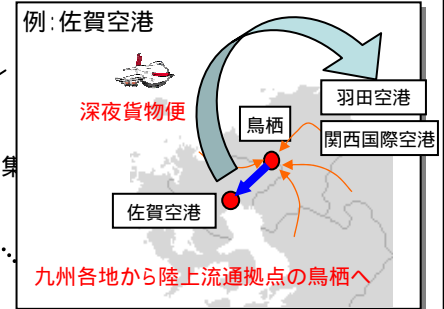 例:佐賀空港
深夜貨物便
羽田空港
関西国際空港
鳥栖
集
佐賀空港
九州各地から陸上流通拠点の鳥栖へ